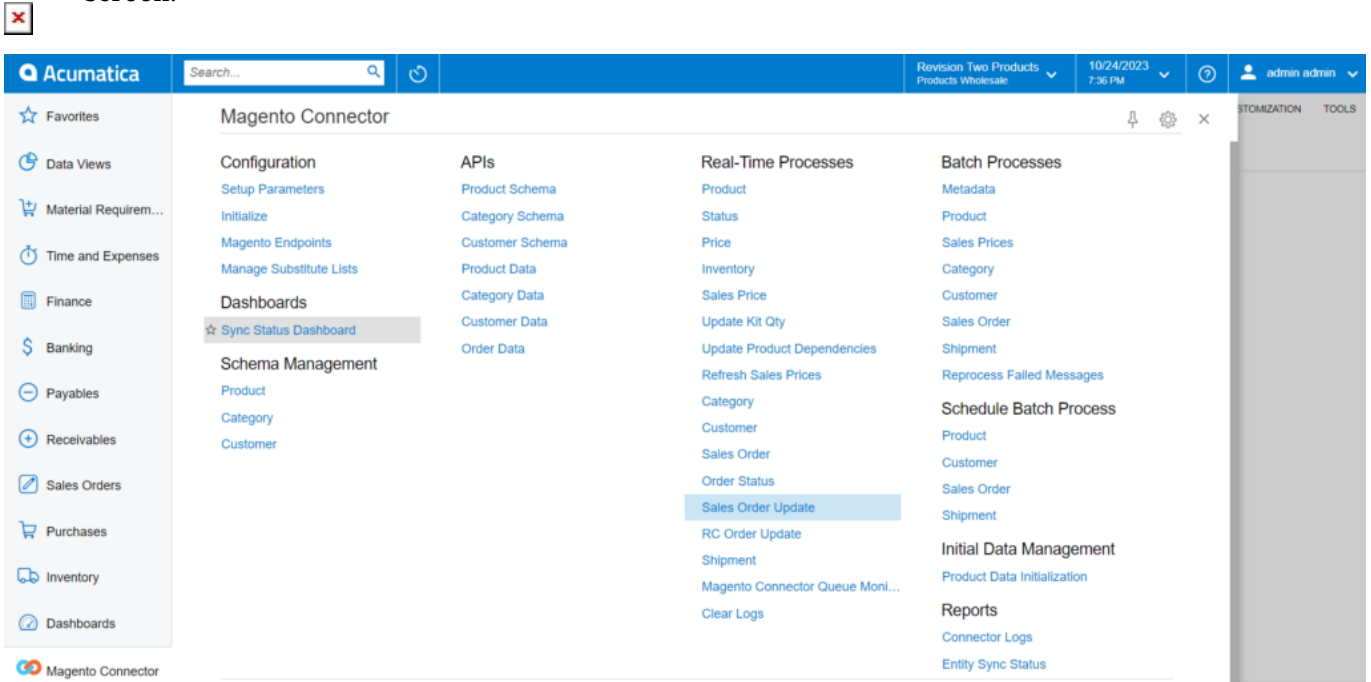 Acumatica
Search...
Revision Two Products
Products Wholesale
10/24/2023
7:36 PM
admin admin
STOMIZATION TOOLS
Favorites
Data Views
Material Requirem...
Time and Expenses
Finance
Banking
Payables
Receivables
Sales Orders
Purchases
Inventory
Dashboards
Magento Connector
Magento Connector
Configuration
Setup Parameters
Initialize
Magento Endpoints
Manage Substitute Lists
Dashboards
Sync Status Dashboard
Schema Management
Product
Category
Customer
APIs
Product Schema
Category Schema
Customer Schema
Product Data
Category Data
Customer Data
Order Data
Real-Time Processes
Product
Status
Price
Inventory
Sales Price
Update Kit Qty
Update Product Dependencies
Refresh Sales Prices
Category
Customer
Sales Order
Order Status
Sales Order Update
RC Order Update
Shipment
Magento Connector Queue Moni...
Clear Logs
Batch Processes
Metadata
Product
Sales Prices
Category
Customer
Sales Order
Shipment
Reprocess Failed Messages
Schedule Batch Process
Product
Customer
Sales Order
Shipment
Initial Data Management
Product Data Initialization
Reports
Connector Logs
Entity Sync Status